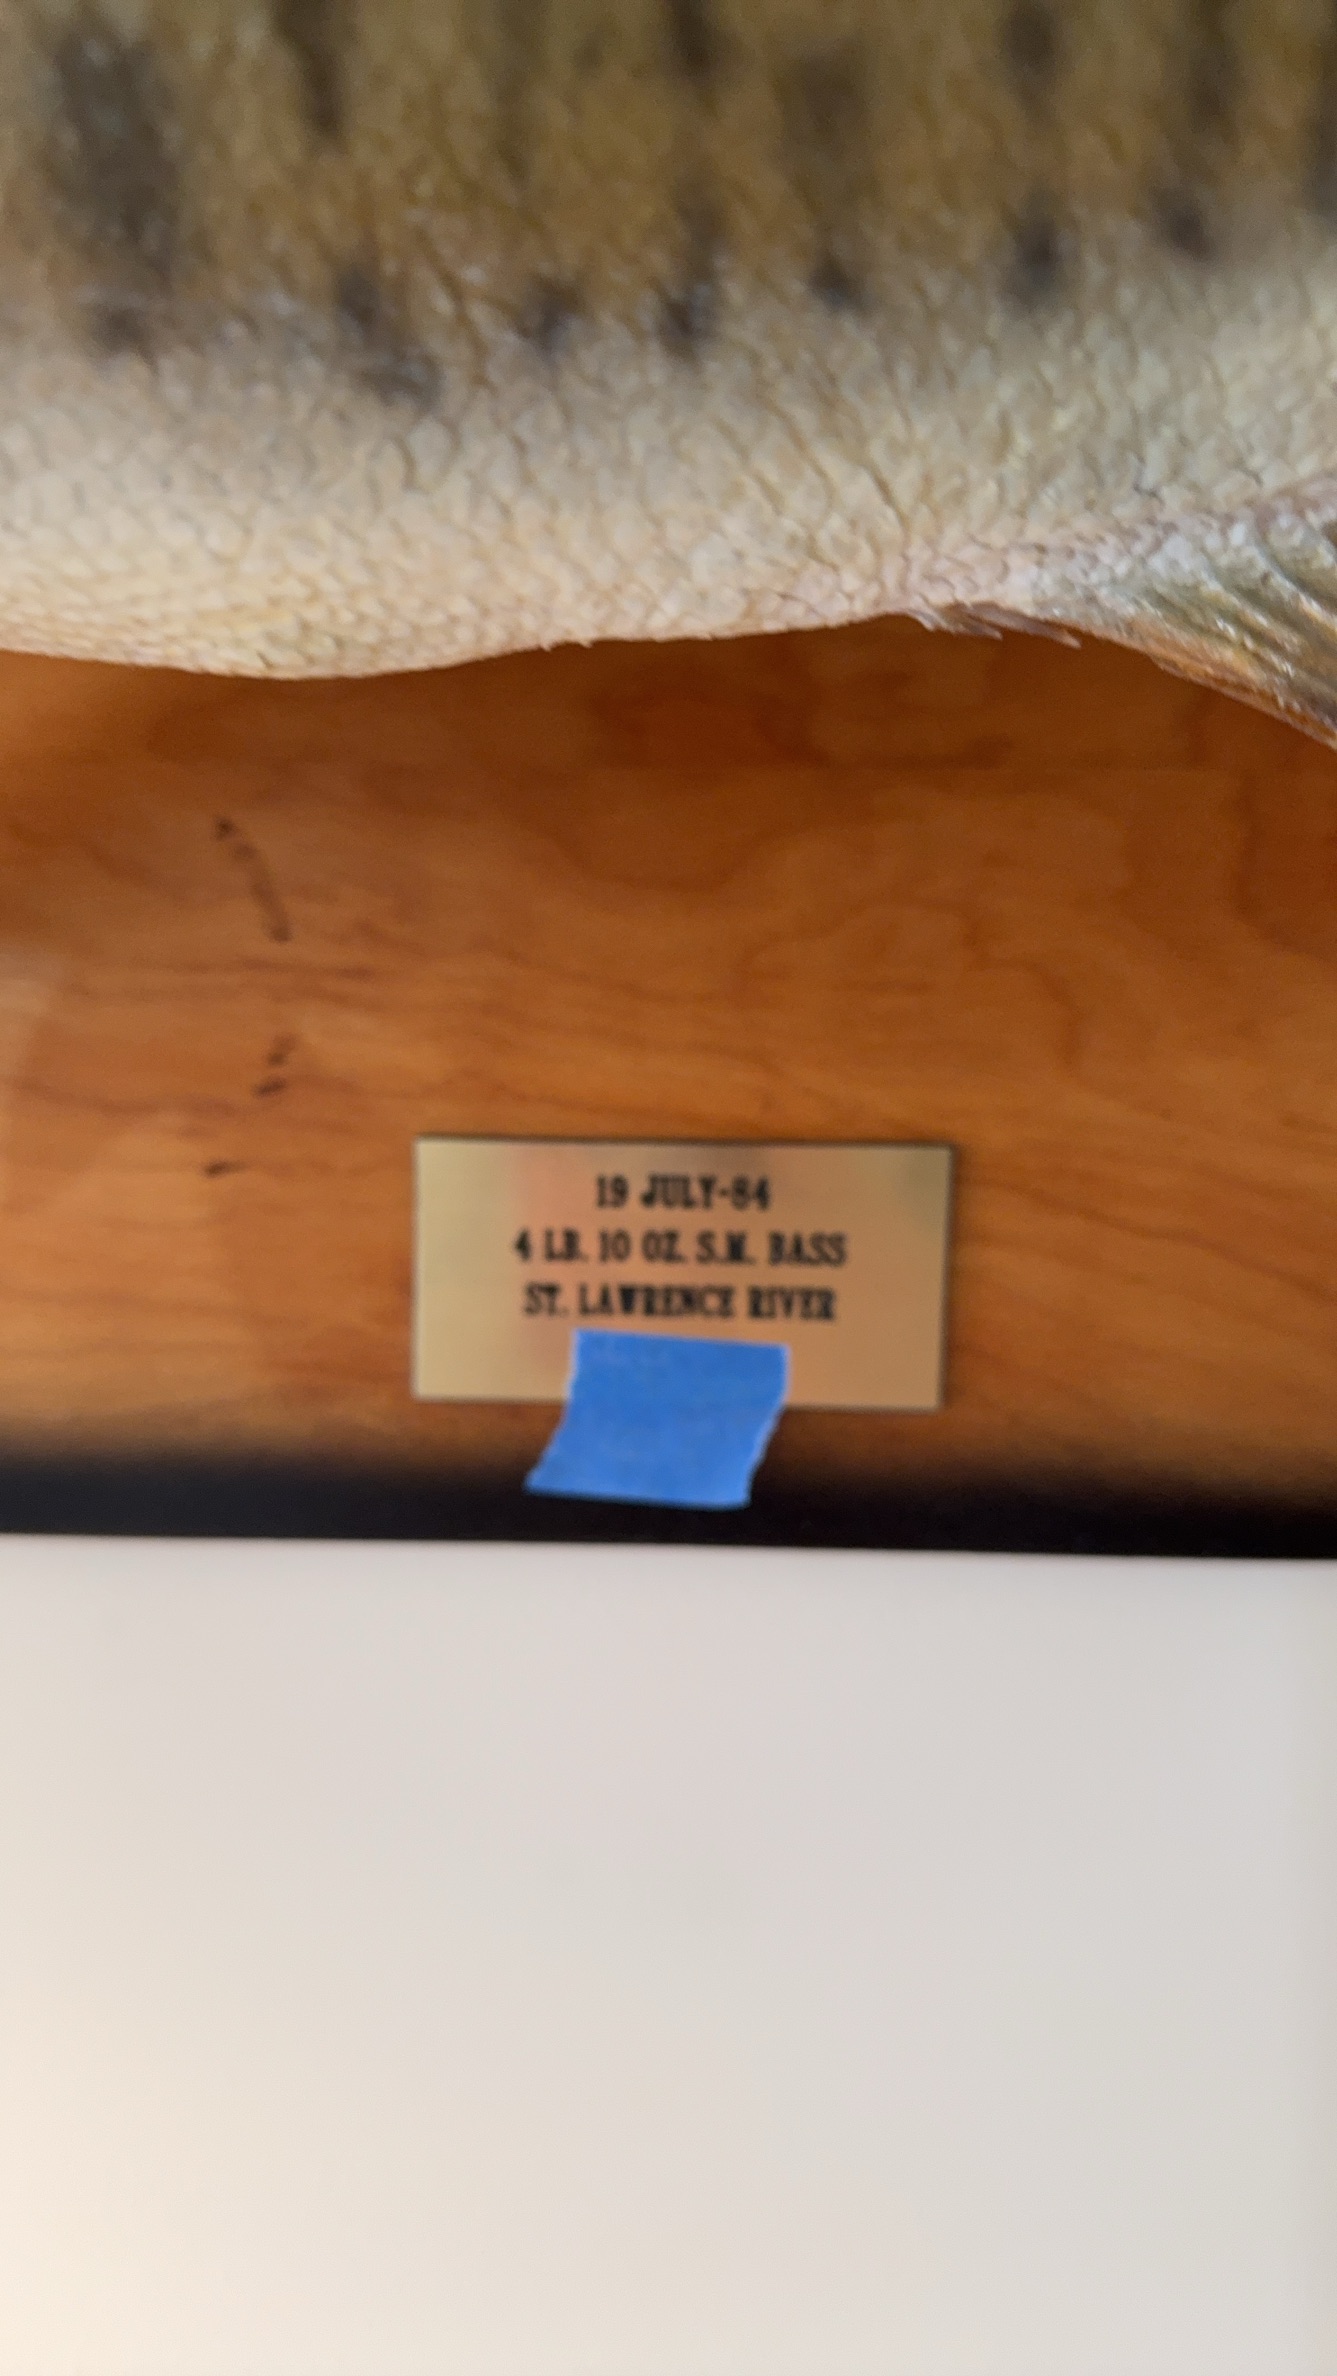 19 JULY-84
4 LB. 10 OZ. S.M. BASS
ST. LAWRENCE RIVER